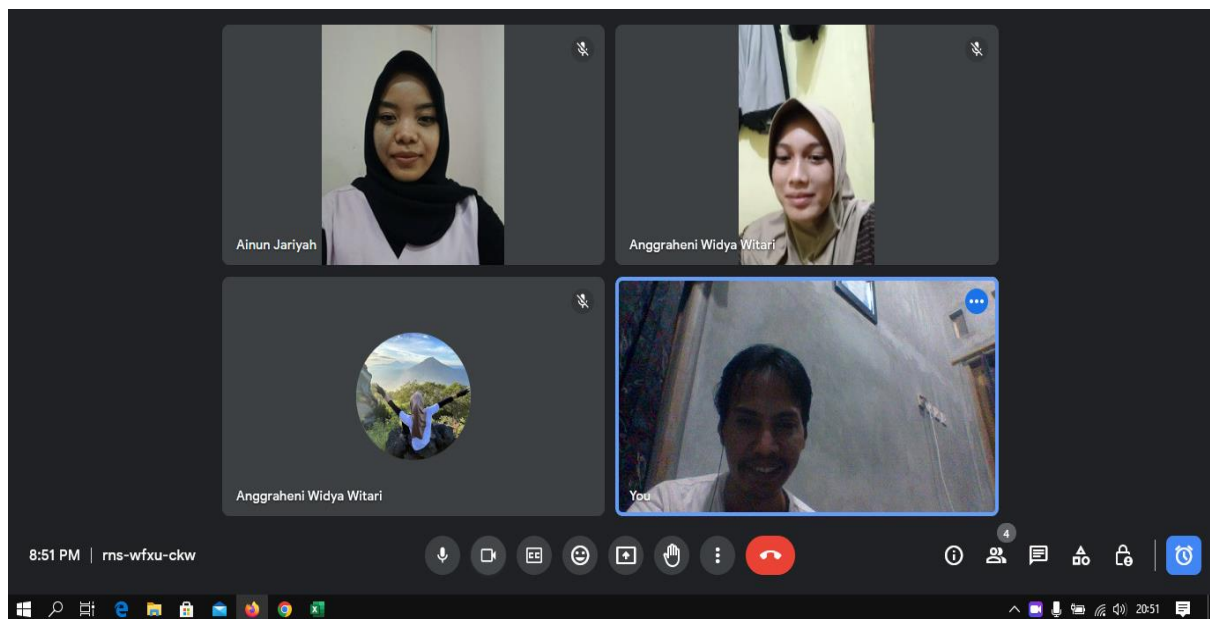 Ainun Jariyah
Anggraheni Widya Witari
Anggraheni Widya Witari
You
4
8:51 PM | rns-wfxu-ckw
20:51